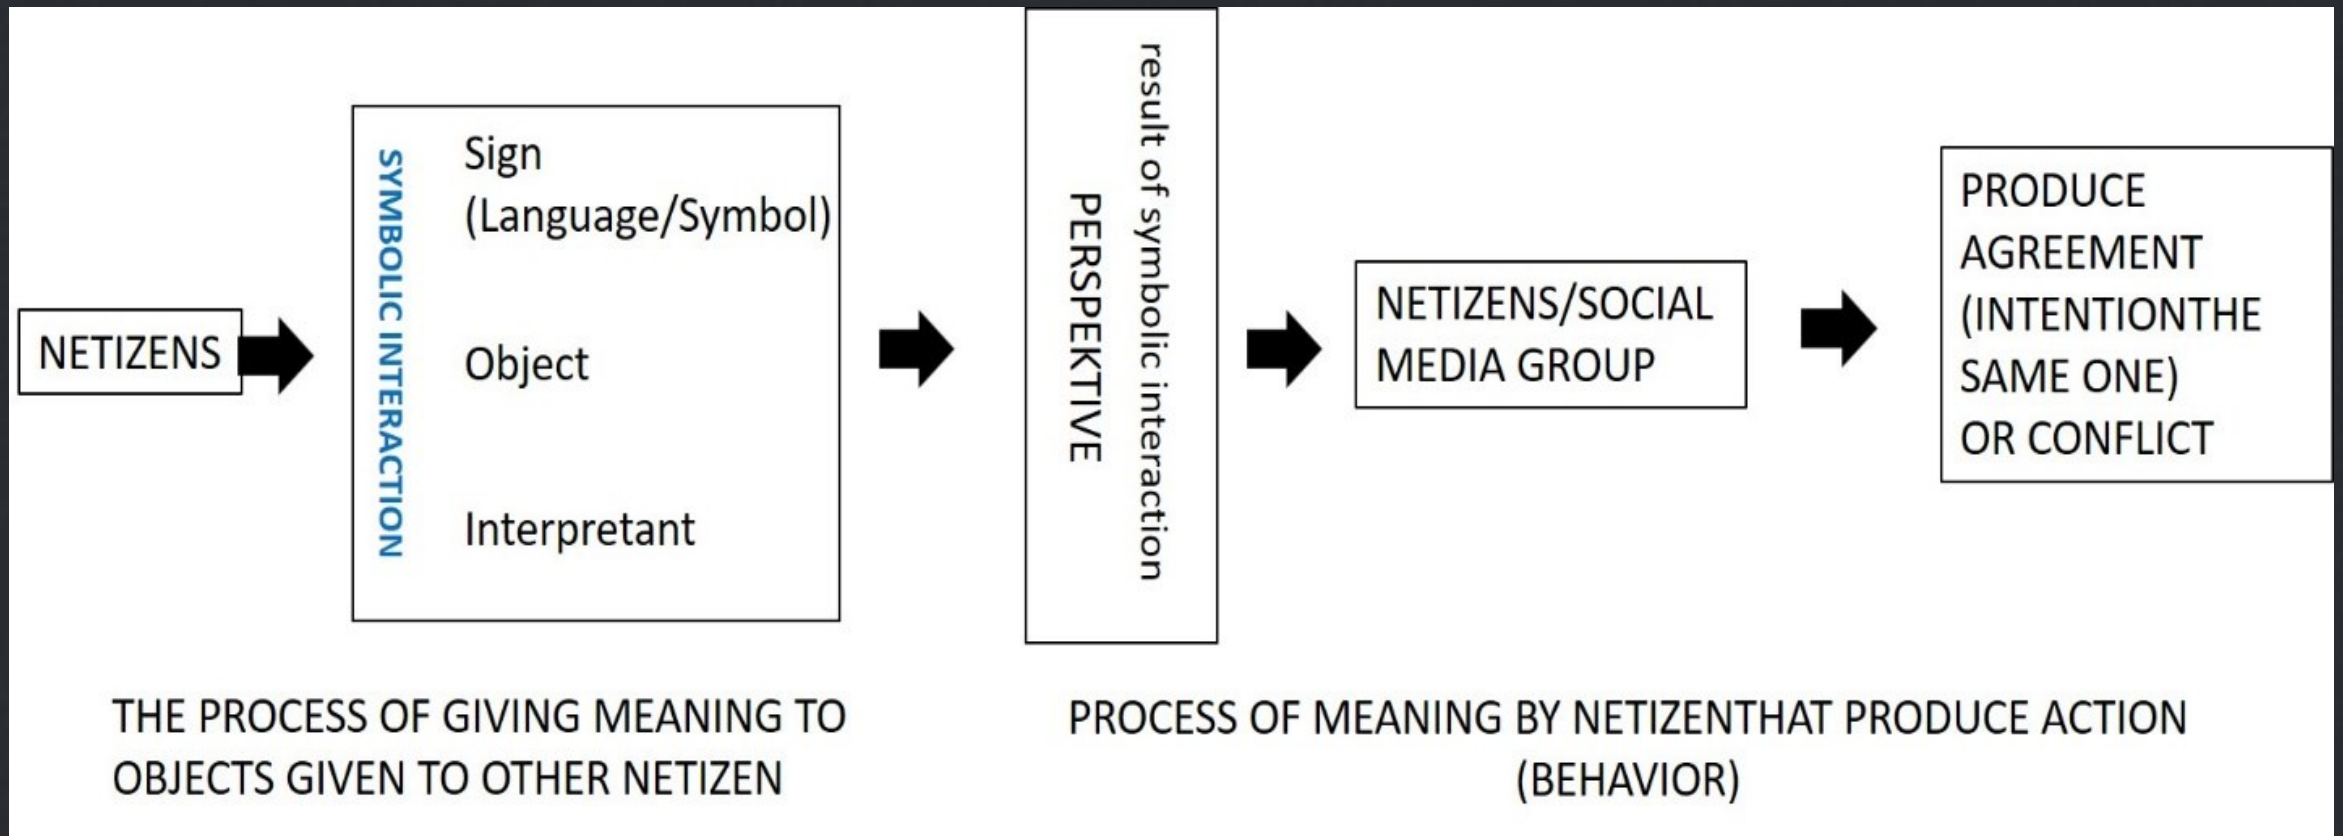 NETIZENS
SYMBOLIC INTERACTION
Sign
(Language/Symbol)
Object
Interpretant
result of symbolic interaction
PERSPEKTIVE
NETIZENS/SOCIAL
MEDIA GROUP
PRODUCE
AGREEMENT
(INTENTIONTHE
SAME ONE)
OR CONFLICT
THE PROCESS OF GIVING MEANING TO
OBJECTS GIVEN TO OTHER NETIZEN
PROCESS OF MEANING BY NETIZENTHAT PRODUCE ACTION
(BEHAVIOR)